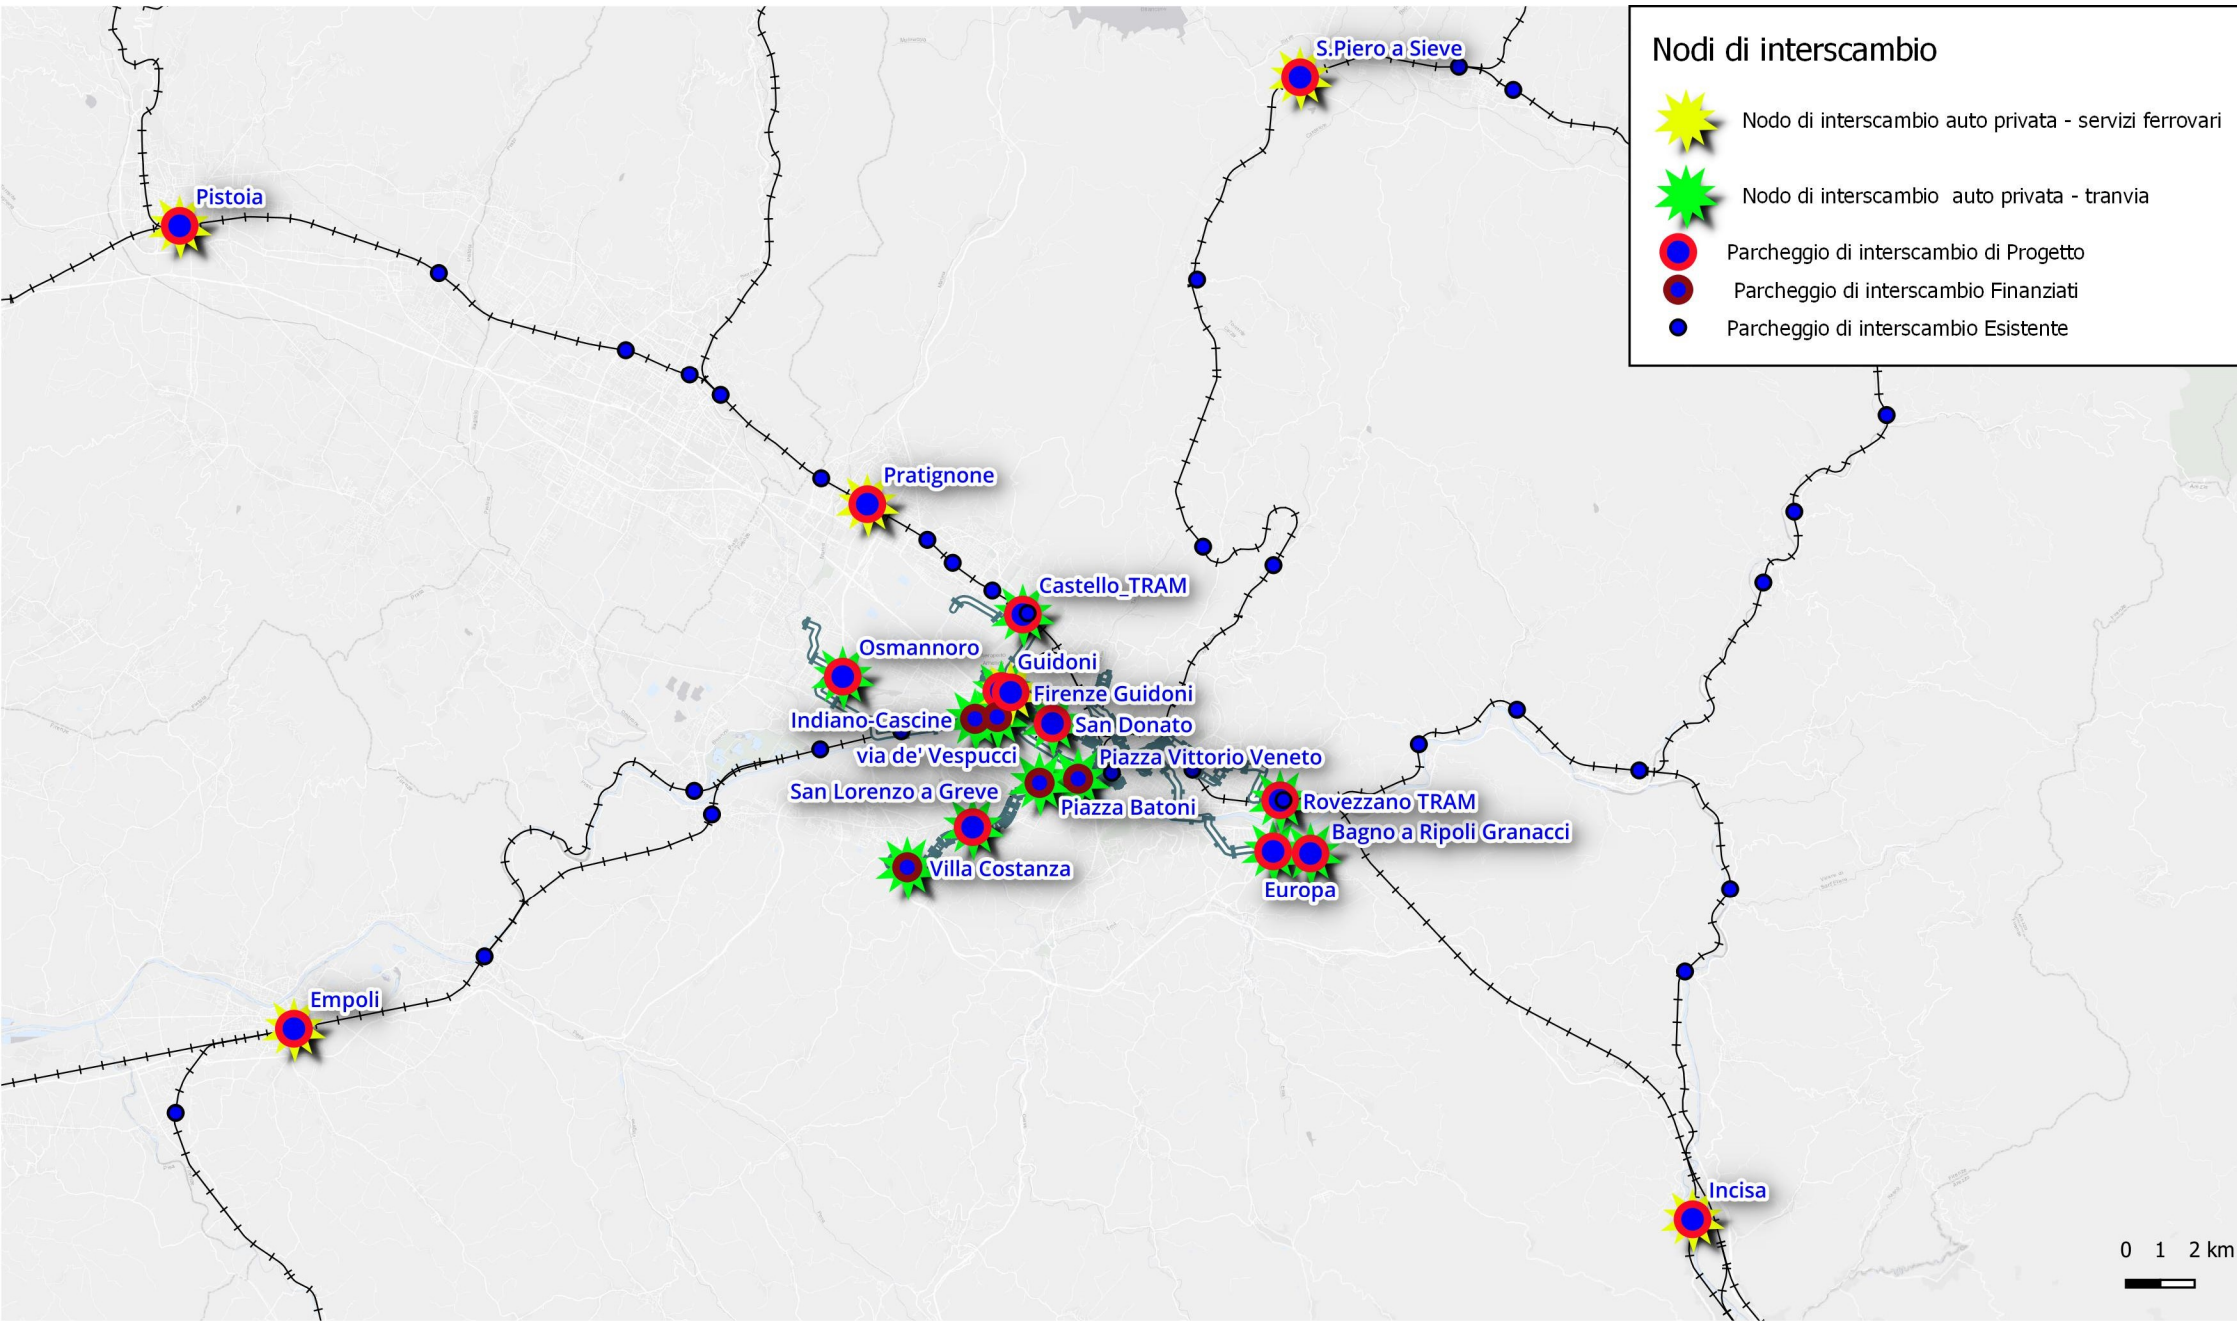 Nodi di interscambio
Nodo di interscambio auto privata - servizi ferrovari
Nodo di interscambio auto privata - tranvia
Parcheggio di interscambio di Progetto
Parcheggio di interscambio Finanziati
Parcheggio di interscambio Esistente
S.Piero a Sieve
Pistoia
Pratignone
Castello_TRAM
Osmannoro
Guidoni
Firenze Guidoni
Indiano-Cascine
San Donato
via de' Vespucci
Piazza Vittorio Veneto
San Lorenzo a Greve
Piazza Batoni
Rovezzano TRAM
Bagno a Ripoli Granacci
Villa Costanza
Europa
Empoli
Incisa
0 1 2 km